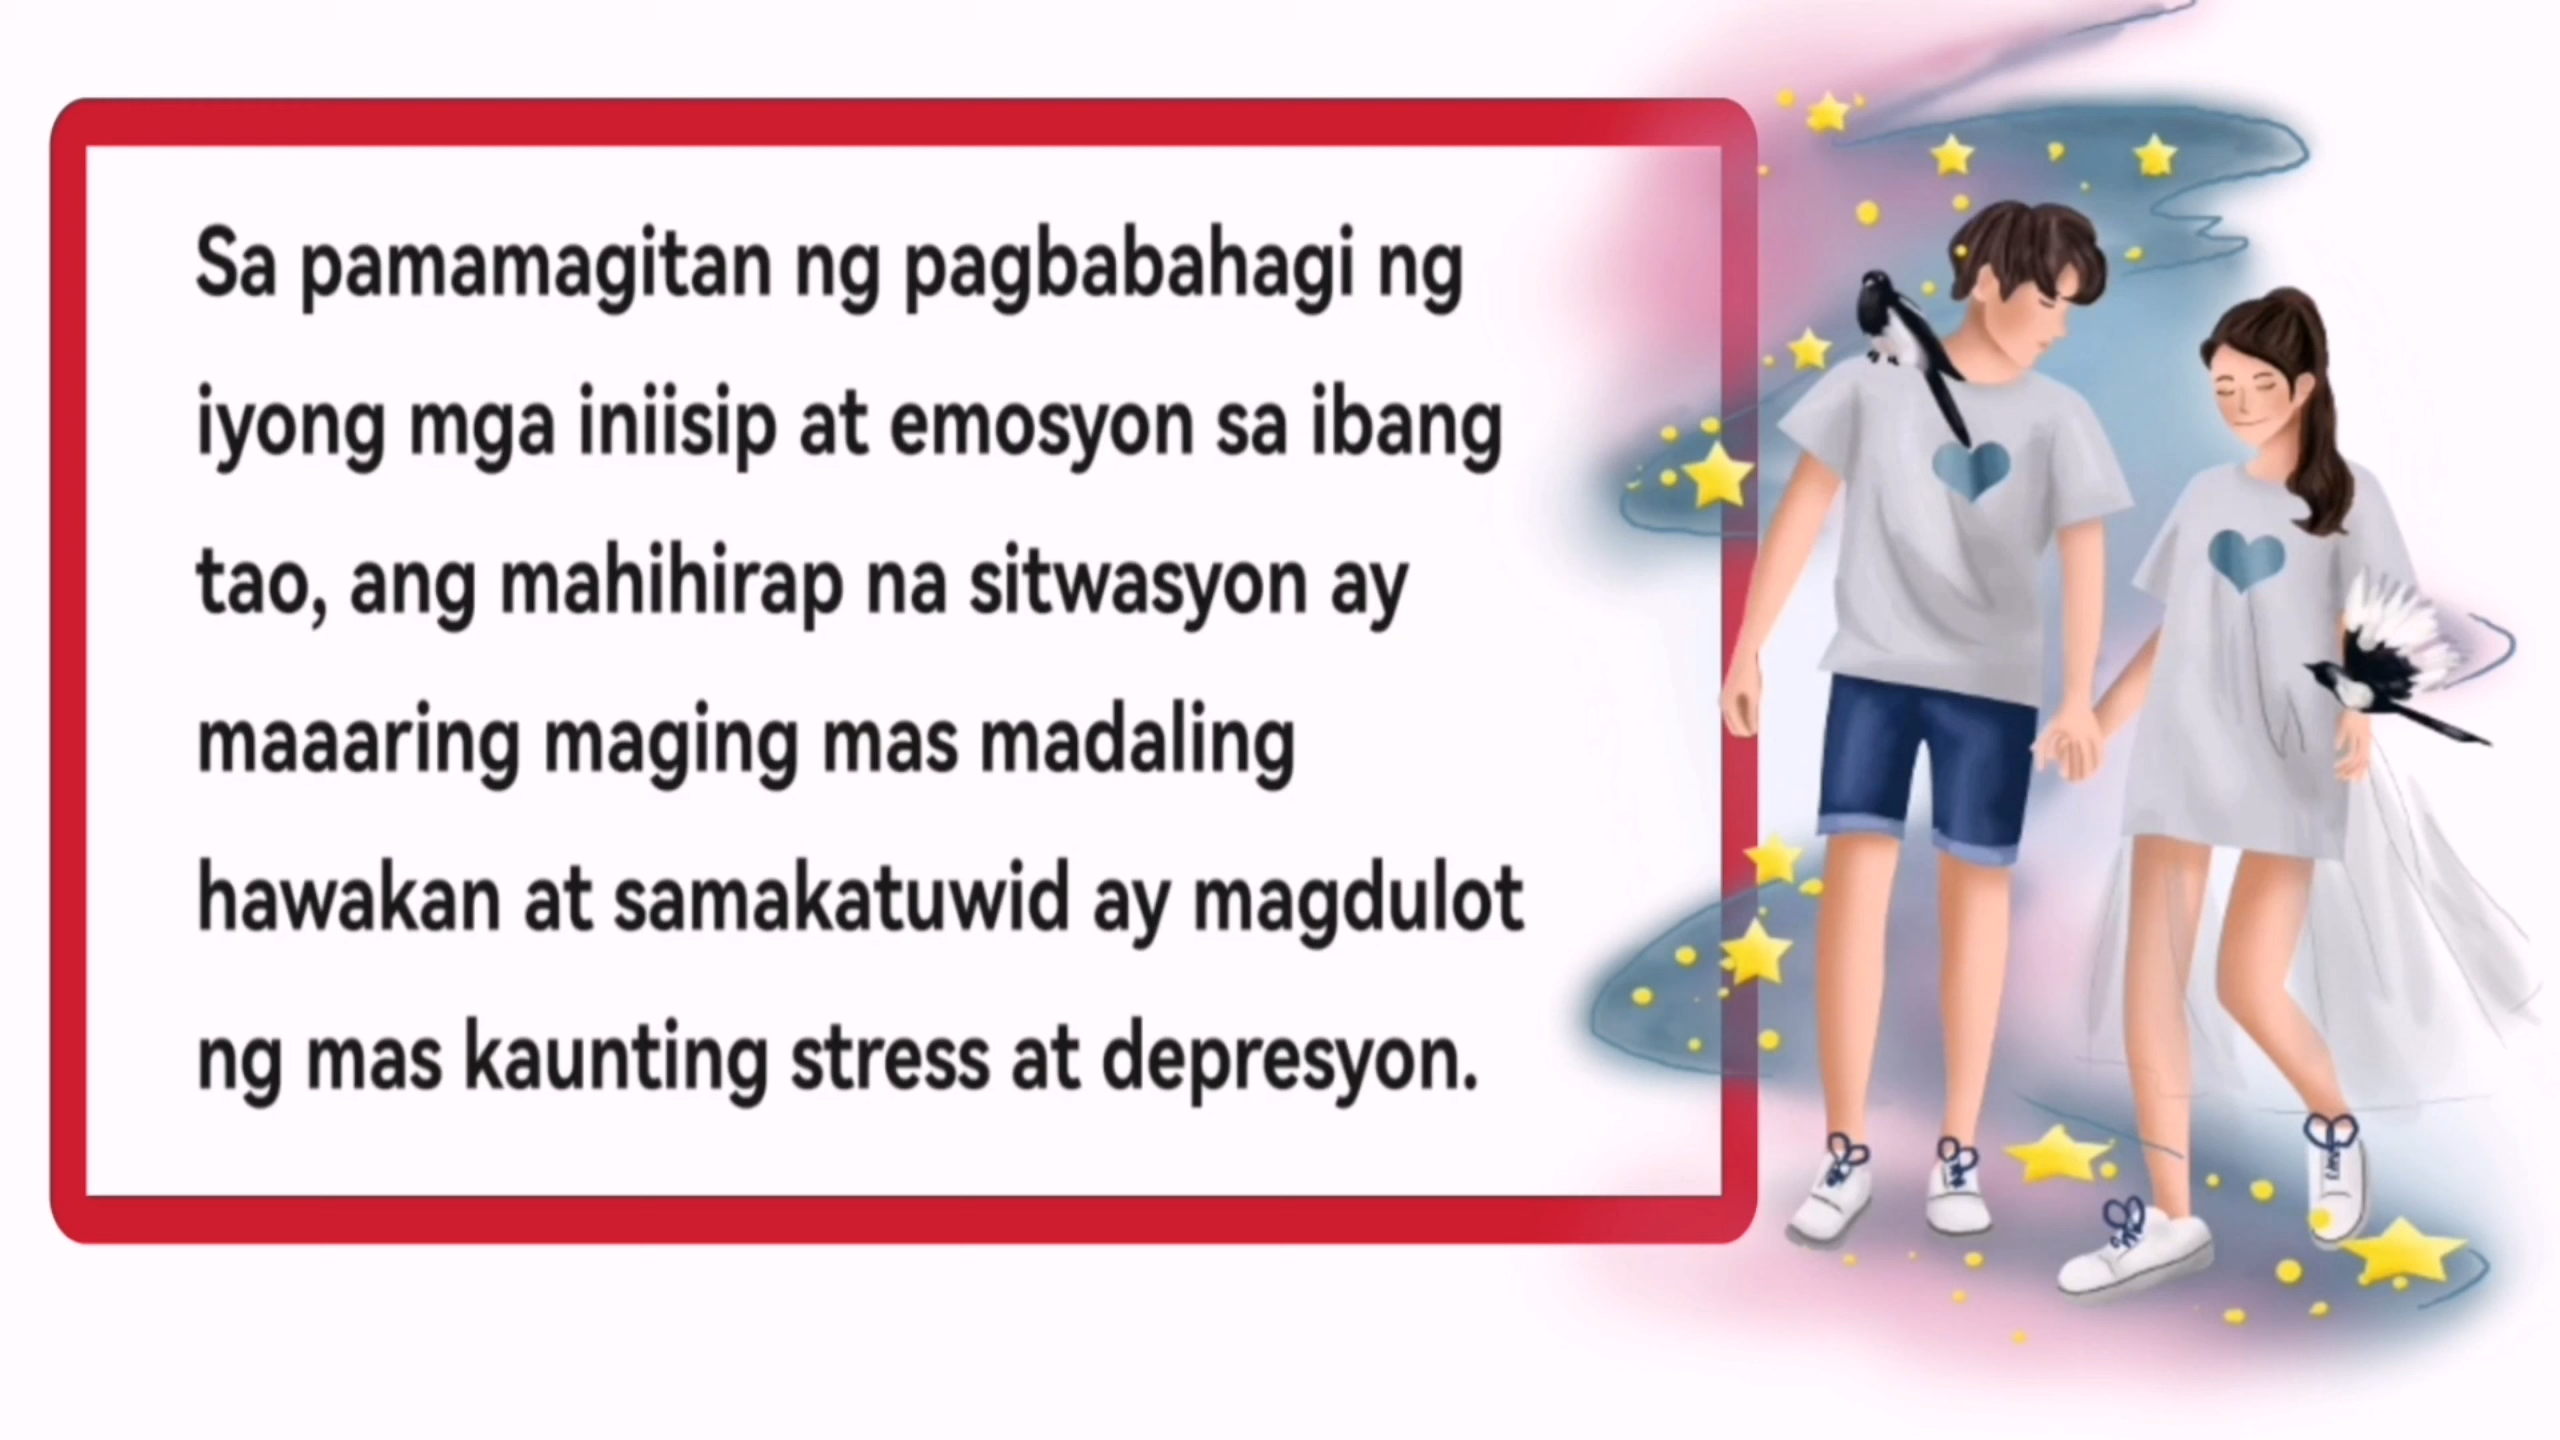 Sa pamamagitan ng pagbabahagi ng
iyong mga iniisip at emosyon sa ibang
tao, ang mahihirap na sitwasyon ay
maaaring maging mas madaling
hawakan at samakatuwid ay magdulot
ng mas kaunting stress at depresyon.